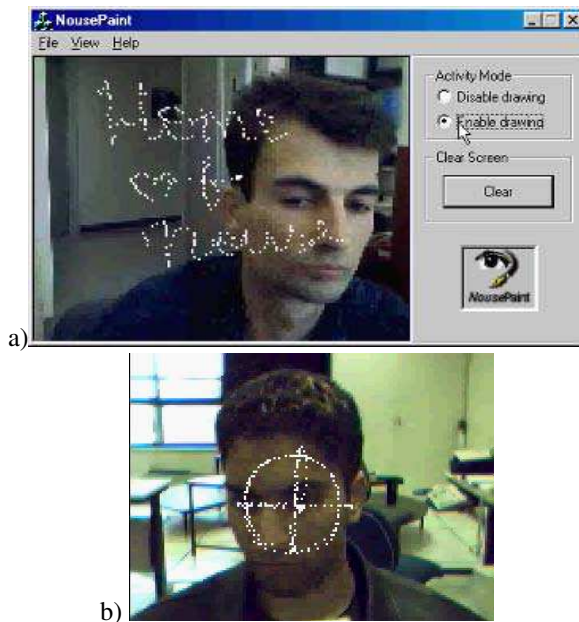 NousePaint
File View Help
Activity Mode
Disable drawing
Enable drawing
Clear Screen
Clear
NousePaint
a)
b)